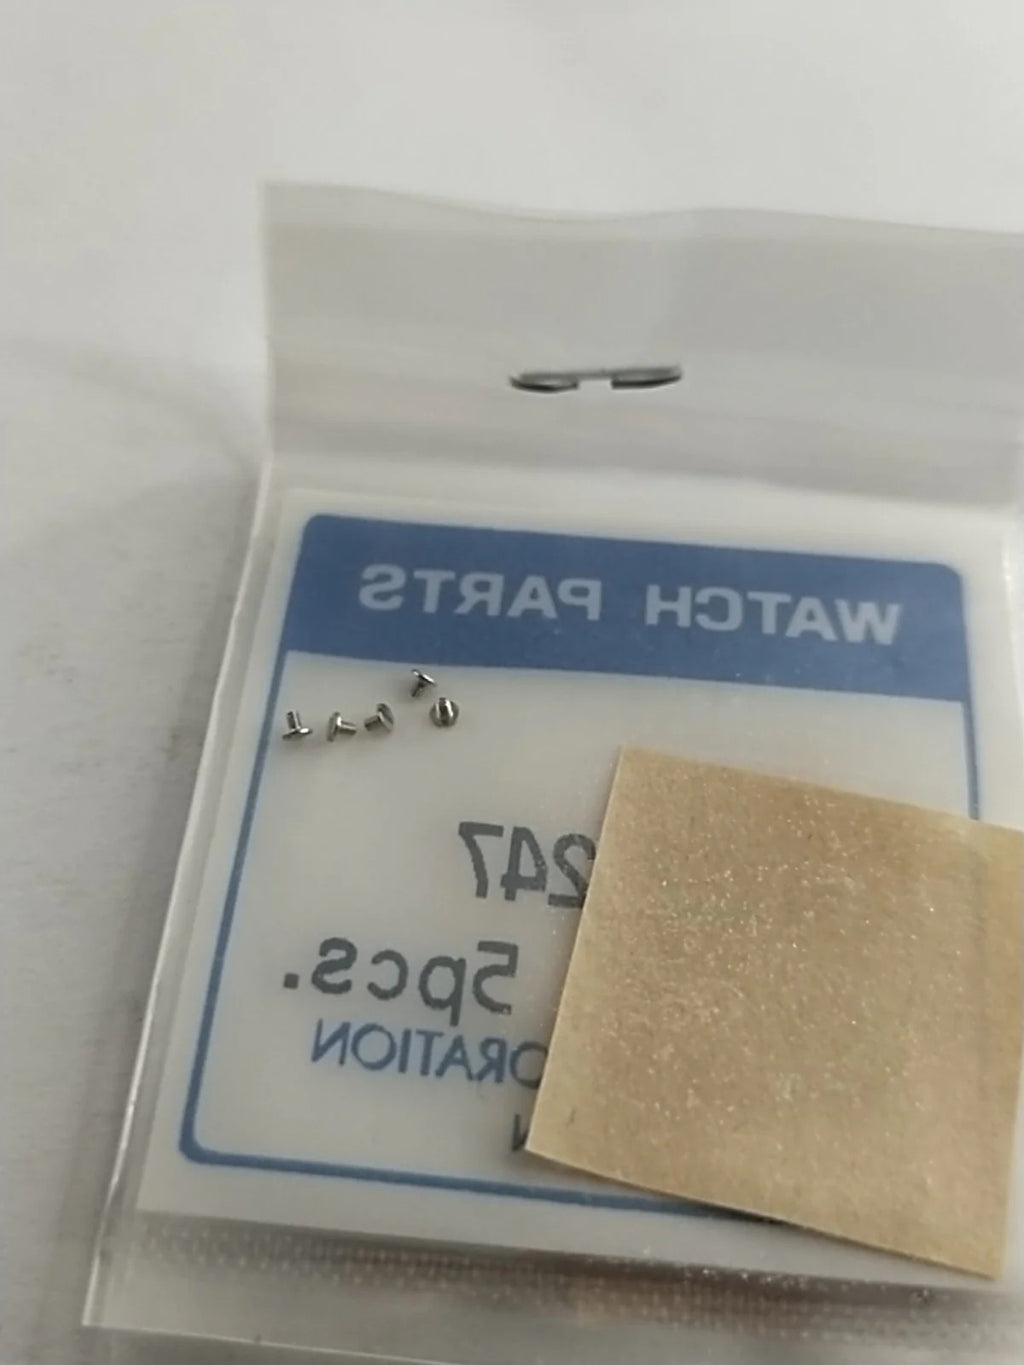 WATCH PARTS
247
5pcs.
ORATION
N